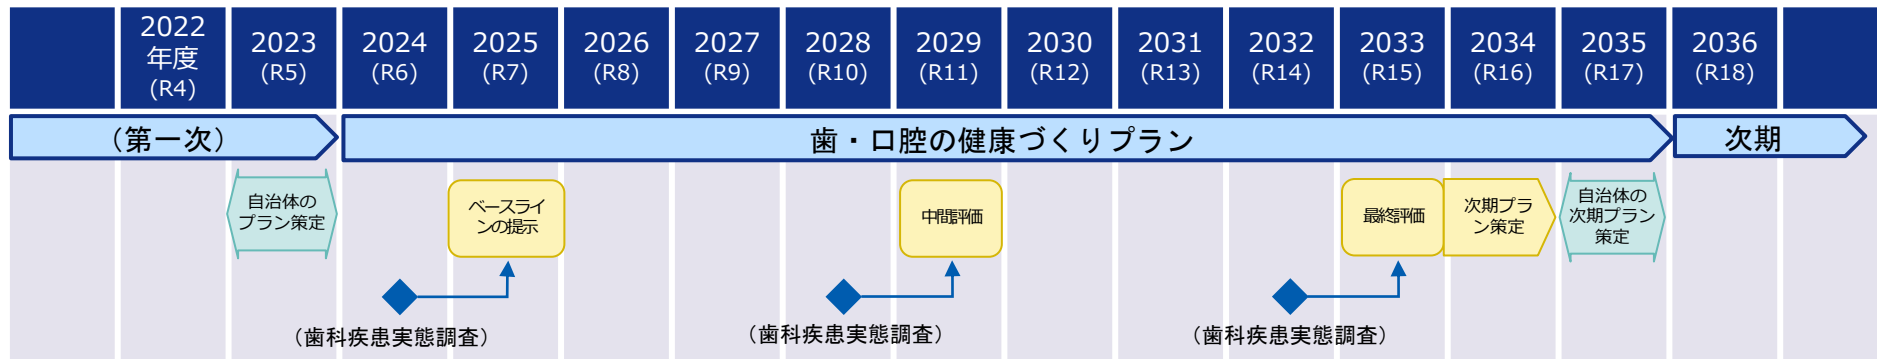 2022
年度
(R4)
2023
(R5)
2024
(R6)
2025
(R7)
2026
(R8)
2027
(R9)
2028
(R10)
2029
(R11)
2030
(R12)
2031
(R13)
2032
(R14)
2033
(R15)
2034
(R16)
2035
(R17)
2036
(R18)
（第一次）
歯・口腔の健康づくりプラン
次期
自治体の
プラン策定
ベースライ
ンの提示
中間評価
最終評価
次期プラ
ン策定
自治体の
次期プラン
策定
（歯科疾患実態調査）
（歯科疾患実態調査）
（歯科疾患実態調査）